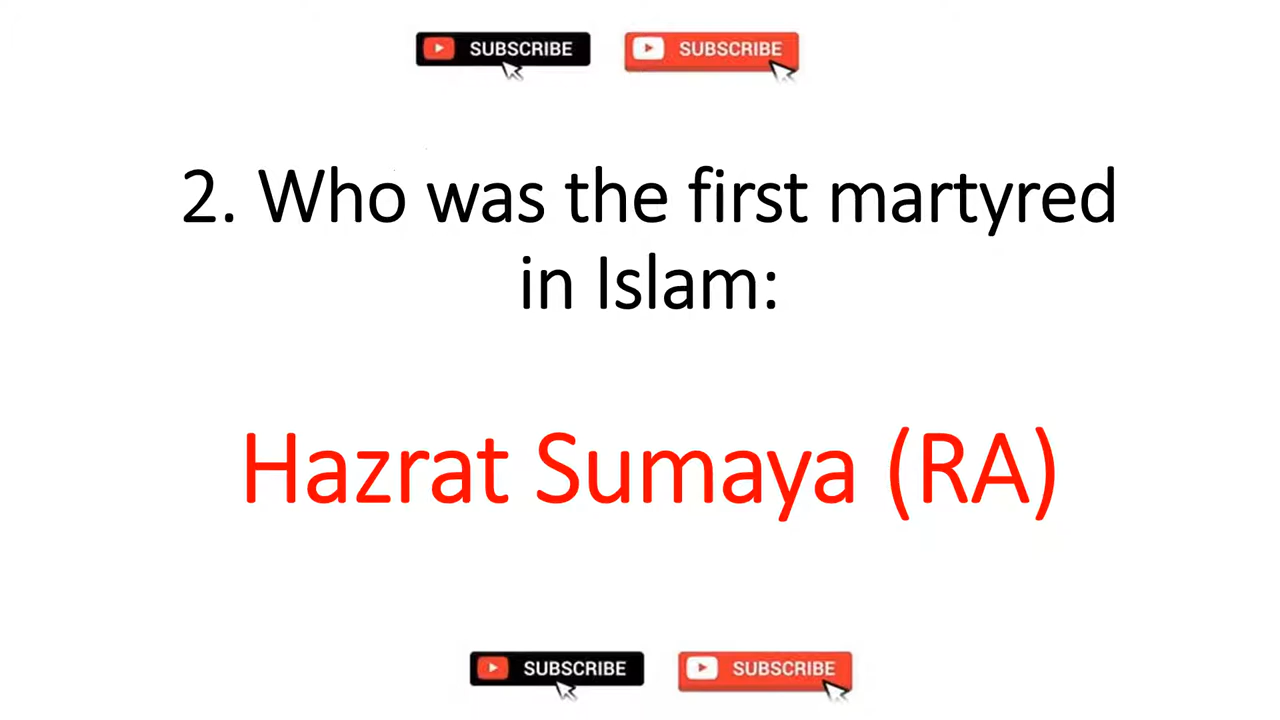 SUBSCRIBE SUBSCRIBE
2. Who was the first martyred
in Islam:
Hazrat Sumaya (RA)
SUBSCRIBE SUBSCRIBE